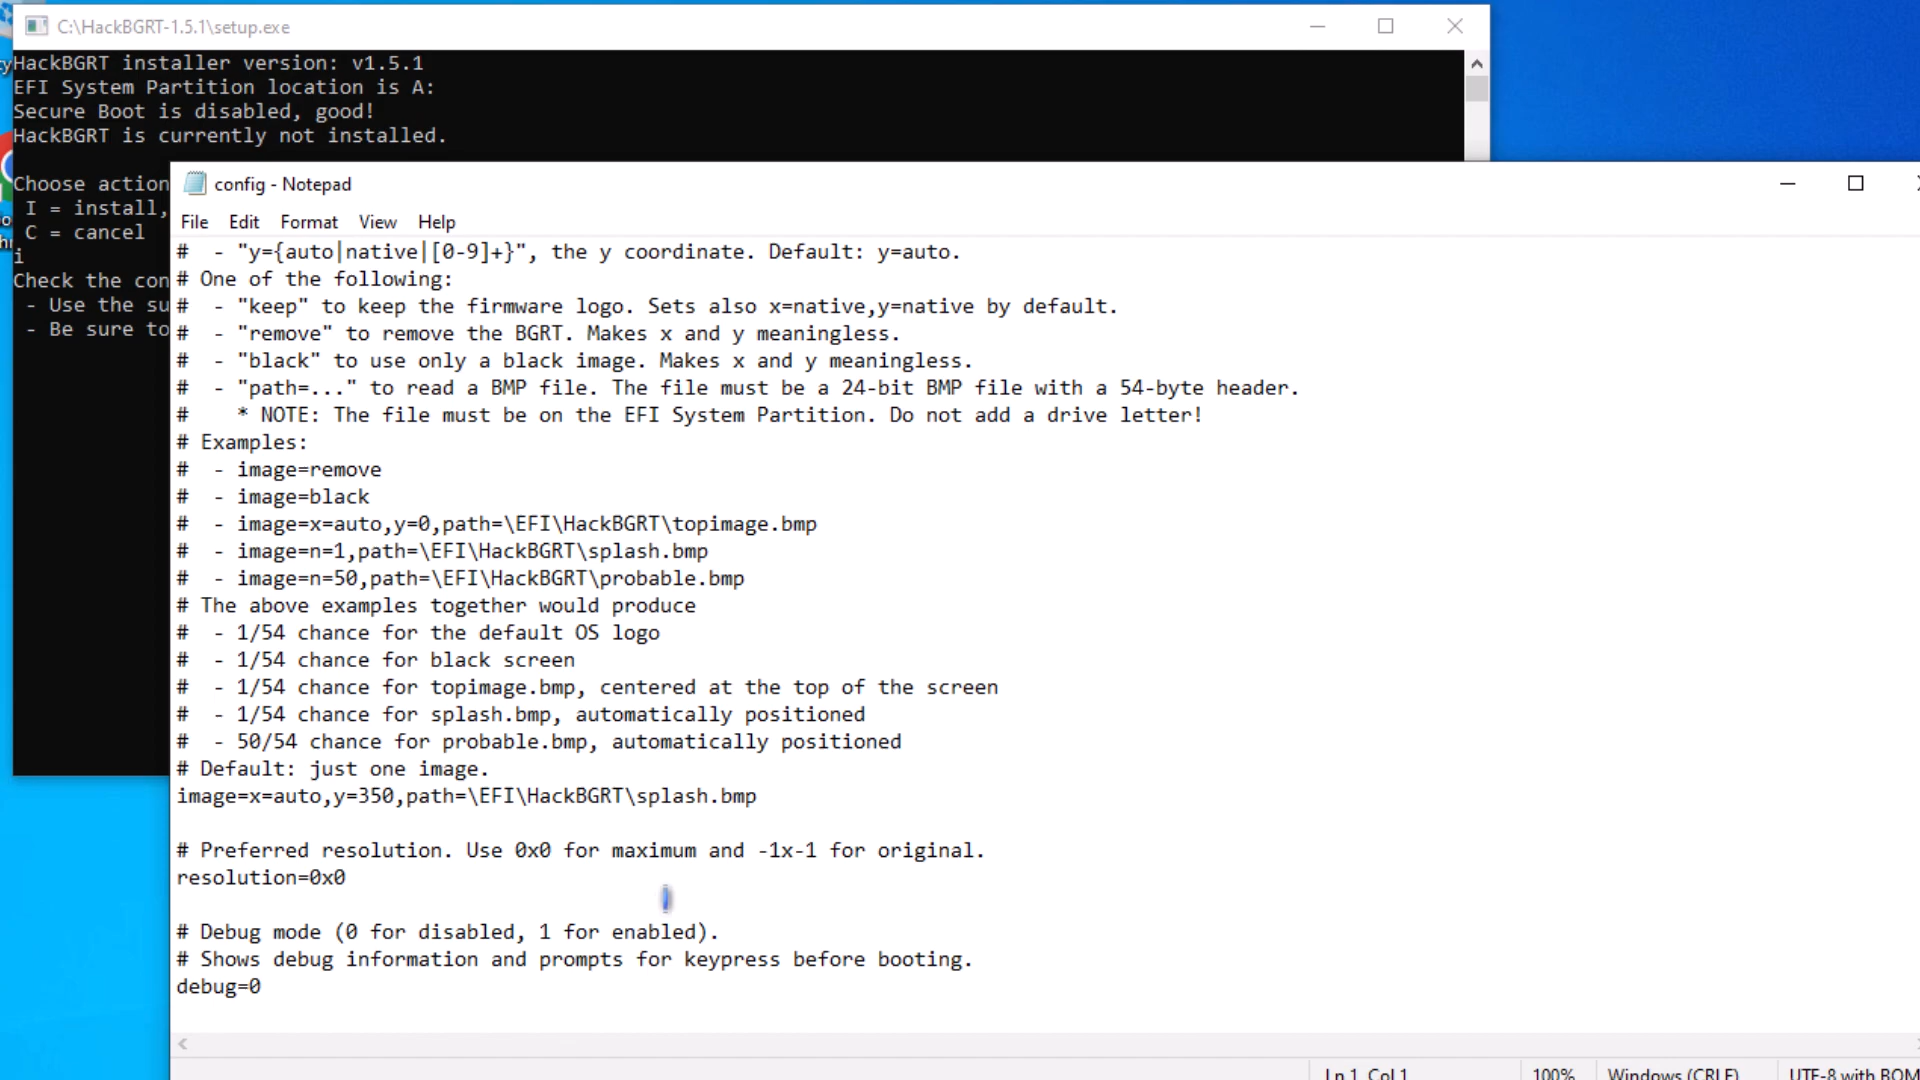 C:\HackBGRT-1.5.1\setup.exe
HackBGRT installer version: v1.5.1
EFI System Partition location is A:
Secure Boot is disabled, good!
HackBGRT is currently not installed.
Choose action
I = install,
C = cancel
i
Check the con
- Use the su
- Be sure to
config - Notepad
File Edit Format View Help
#  - "y={auto|native|[0-9]+}", the y coordinate. Default: y=auto.
# One of the following:
#  - "keep" to keep the firmware logo. Sets also x=native,y=native by default.
#  - "remove" to remove the BGRT. Makes x and y meaningless.
#  - "black" to use only a black image. Makes x and y meaningless.
#  - "path=..." to read a BMP file. The file must be a 24-bit BMP file with a 54-byte header.
#    * NOTE: The file must be on the EFI System Partition. Do not add a drive letter!
# Examples:
#  - image=remove
#  - image=black
#  - image=x=auto,y=0,path=\EFI\HackBGRT\topimage.bmp
#  - image=n=1,path=\EFI\HackBGRT\splash.bmp
#  - image=n=50,path=\EFI\HackBGRT\probable.bmp
# The above examples together would produce
#  - 1/54 chance for the default OS logo
#  - 1/54 chance for black screen
#  - 1/54 chance for topimage.bmp, centered at the top of the screen
#  - 1/54 chance for splash.bmp, automatically positioned
#  - 50/54 chance for probable.bmp, automatically positioned
# Default: just one image.
image=x=auto,y=350,path=\EFI\HackBGRT\splash.bmp
# Preferred resolution. Use 0x0 for maximum and -1x-1 for original.
resolution=0x0
# Debug mode (0 for disabled, 1 for enabled).
# Shows debug information and prompts for keypress before booting.
debug=0
Ln 1, Col 1 100% Windows (CRLF) UTF-8 with BOM